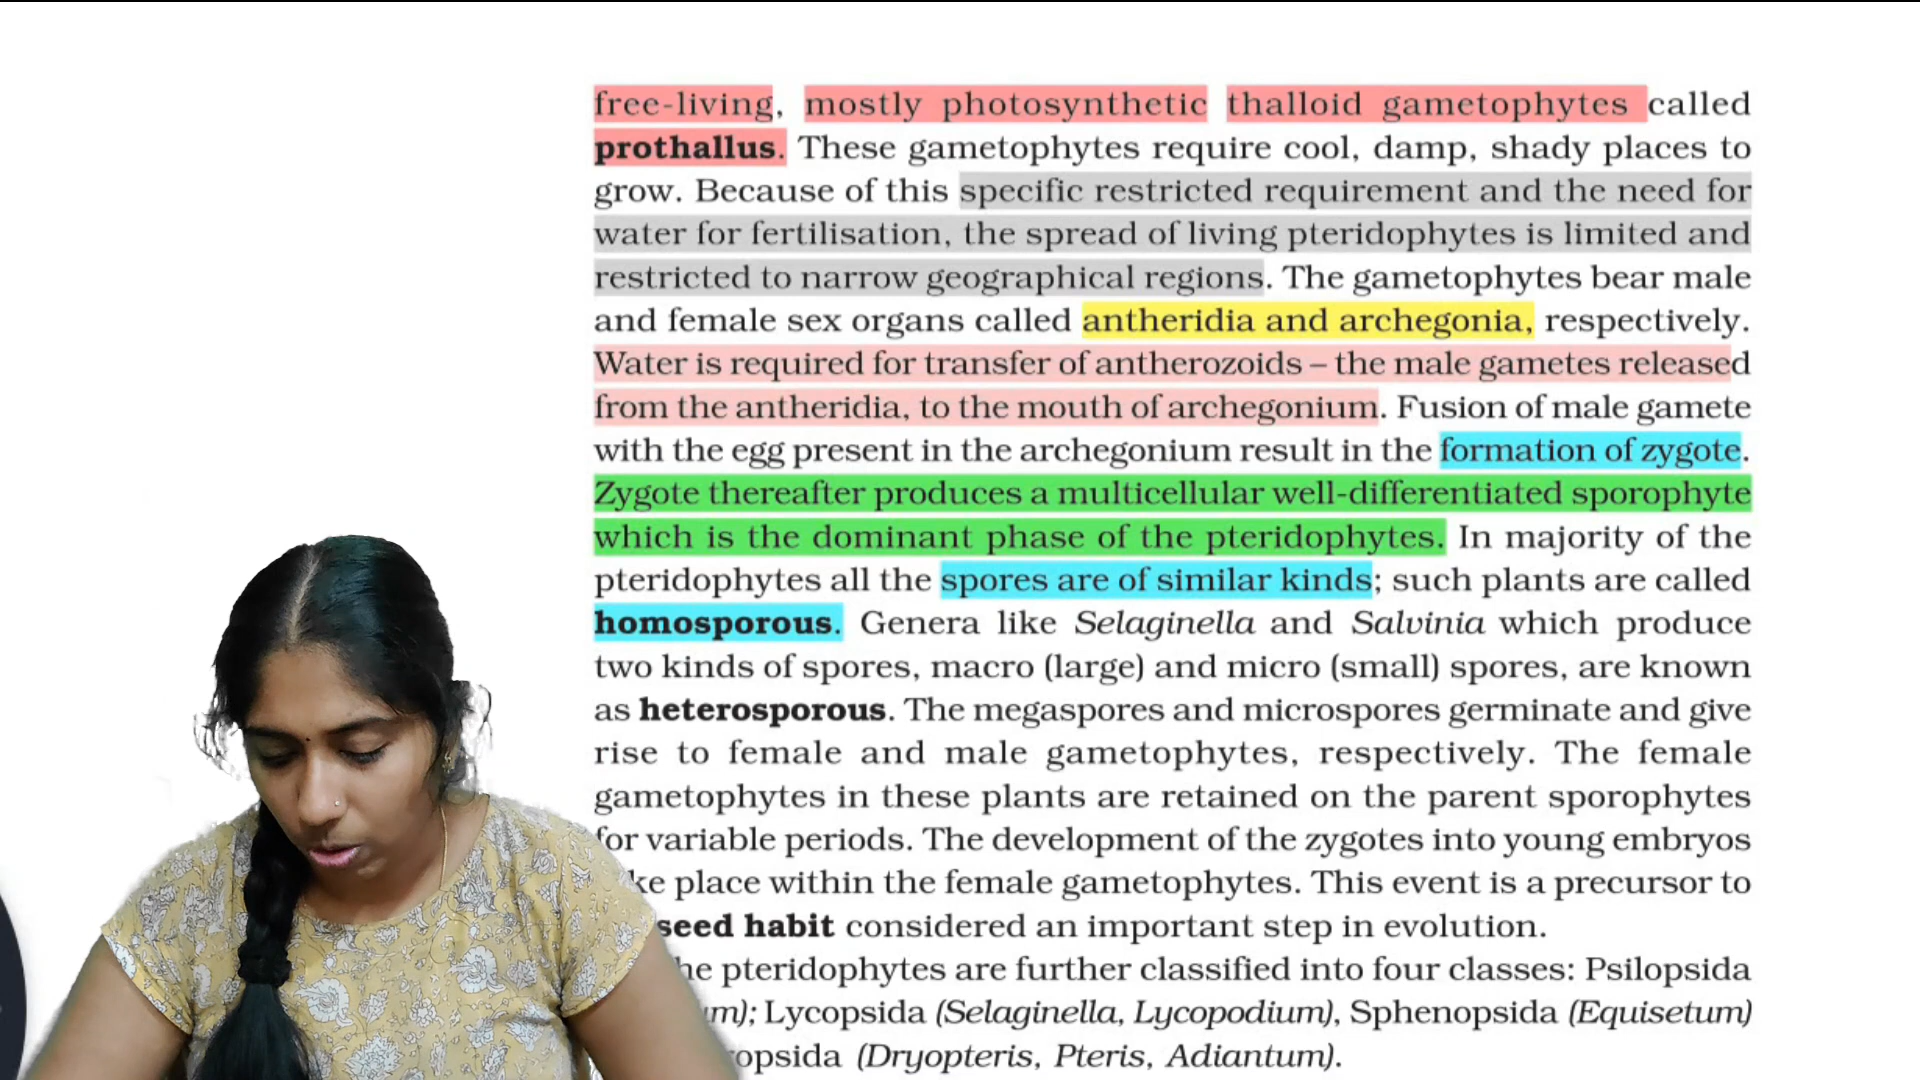 free-living, mostly photosynthetic thalloid gametophytes called
prothallus. These gametophytes require cool, damp, shady places to
grow. Because of this specific restricted requirement and the need for
water for fertilisation, the spread of living pteridophytes is limited and
restricted to narrow geographical regions. The gametophytes bear male
and female sex organs called antheridia and archegonia, respectively.
Water is required for transfer of antherozoids – the male gametes released
from the antheridia, to the mouth of archegonium. Fusion of male gamete
with the egg present in the archegonium result in the formation of zygote.
Zygote thereafter produces a multicellular well-differentiated sporophyte
which is the dominant phase of the pteridophytes. In majority of the
pteridophytes all the spores are of similar kinds; such plants are called
homosporous. Genera like Selaginella and Salvinia which produce
two kinds of spores, macro (large) and micro (small) spores, are known
as heterosporous. The megaspores and microspores germinate and give
rise to female and male gametophytes, respectively. The female
gametophytes in these plants are retained on the parent sporophytes
for variable periods. The development of the zygotes into young embryos
ke place within the female gametophytes. This event is a precursor to
seed habit considered an important step in evolution.
he pteridophytes are further classified into four classes: Psilopsida
m); Lycopsida (Selaginella, Lycopodium), Sphenopsida (Equisetum)
opsida (Dryopteris, Pteris, Adiantum).